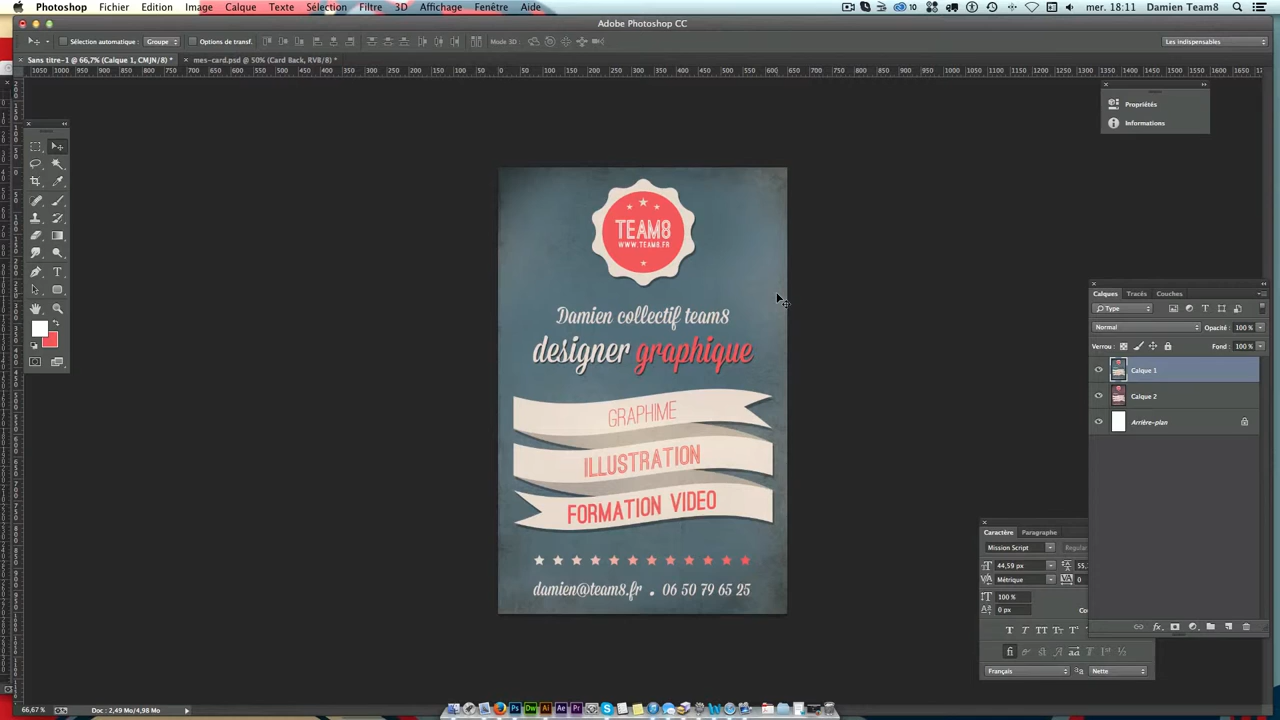 Photoshop Fichier Edition Image Calque Texte Sélection Filtre 3D Affichage Fenêtre Aide 10 mer. 18:11 Damien Team8
Adobe Photoshop CC
Sélection automatique : Groupe Options de transf. Mode 3D : Les indispensables
Sans titre-1 @ 66,7% (Calque 1, CMJN/8) * mes-card.psd @ 50% (Card Back, RVB/8) *
Propriétés
Informations
TEAM8
WWW.TEAM8.FR
Damien collectif team8
designer graphique
GRAPHIME
ILLUSTRATION
FORMATION VIDEO
damien@team8.fr . 06 50 79 65 25
Calques Tracés Couches
Type
Normal Opacité : 100 %
Verrou : Fond : 100 %
Calque 1
Calque 2
Arrière-plan
Caractère Paragraphe
Mission Script Regular
44,59 px
Métrique 0
100 %
0 px
Français Nette
66,67% Doc : 2,49 Mo/4,98 Mo